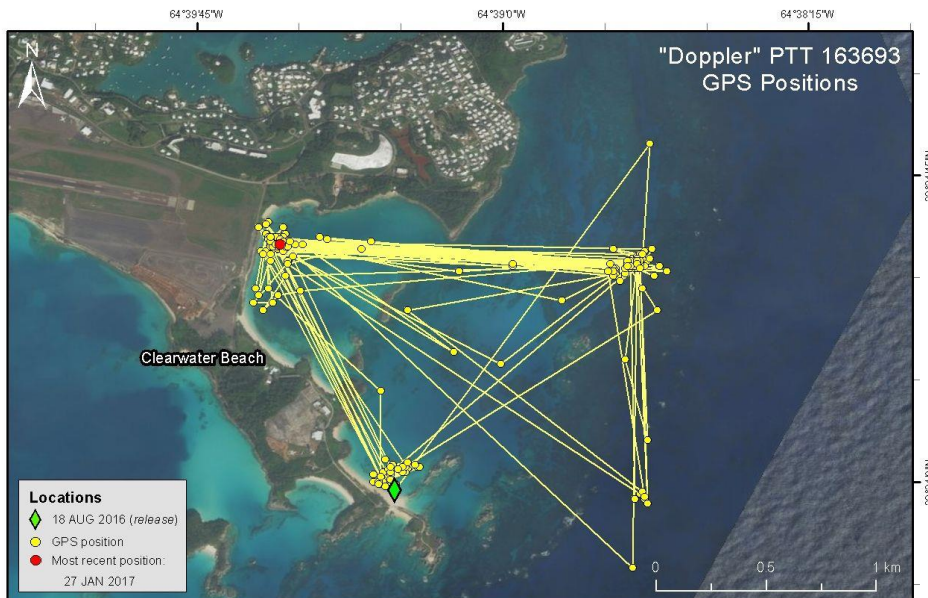 64°39'45"W 64°39'0"W 64°38'15"W
"Doppler" PTT 163693
GPS Positions
N
Clearwater Beach
Locations
18 AUG 2016 (release)
GPS position
Most recent position:
27 JAN 2017
0 0.5 1 km